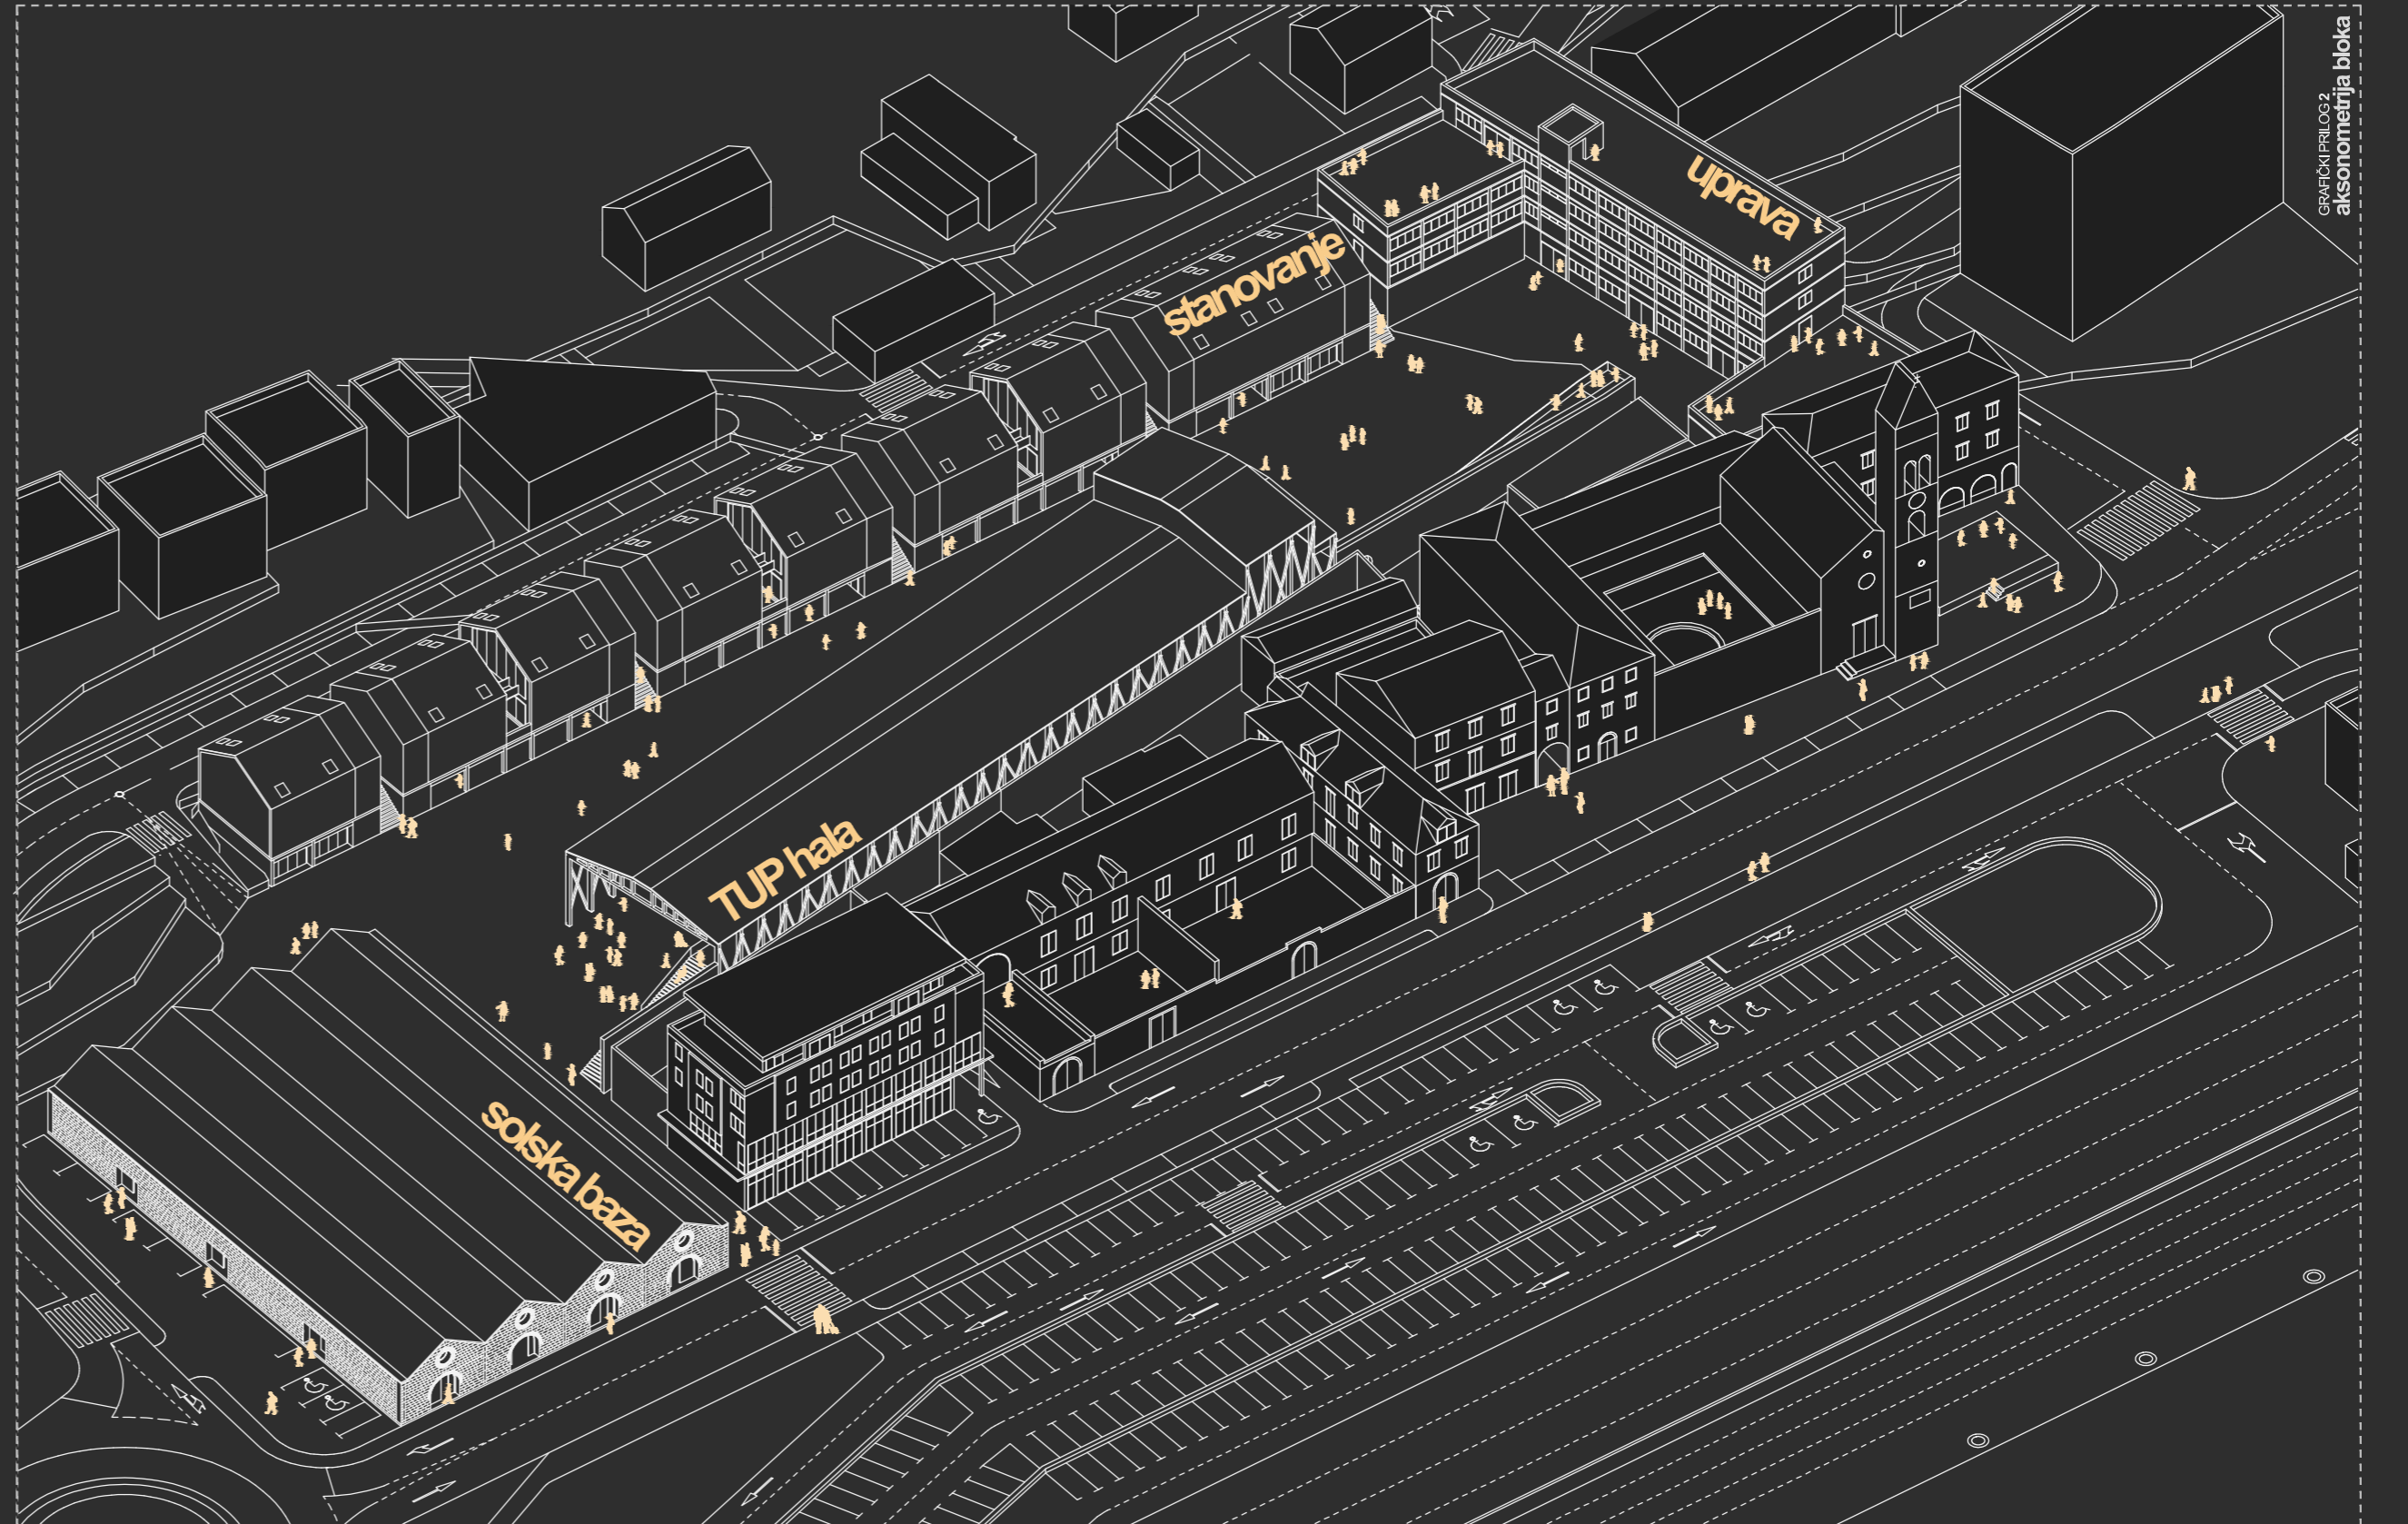 GRAFIČKI PRILOG 2
aksonometrija bloka
uprava
stanovanje
TUP hala
solska baza